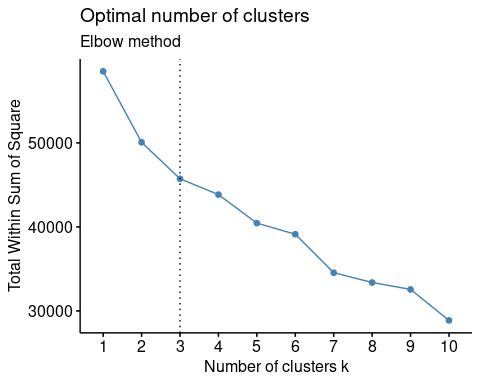 Optimal number of clusters
Elbow method
Total Within Sum of Square
50000
40000
30000
1 2 3 4 5 6 7 8 9 10
Number of clusters k